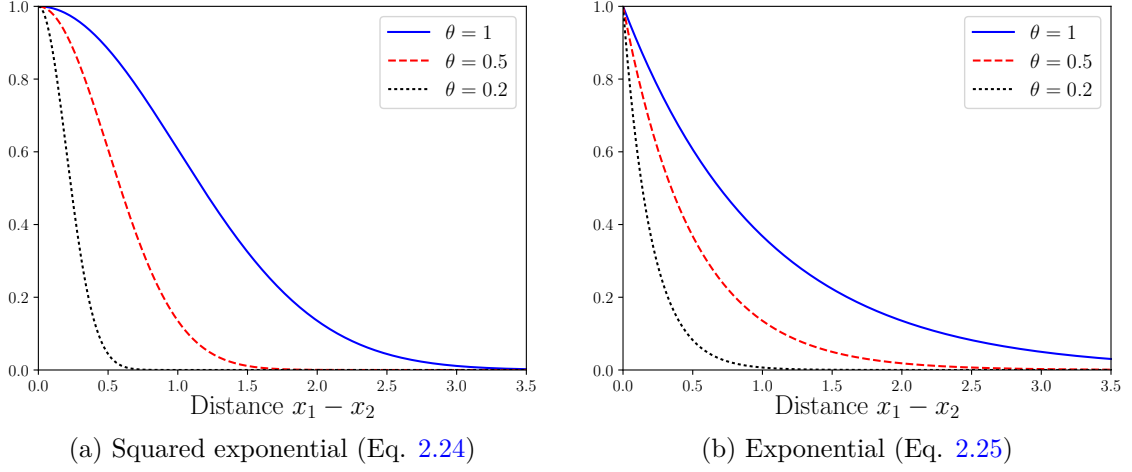 1.0
0.8
0.6
0.4
0.2
0.0
0.0 0.5 1.0 1.5 2.0 2.5 3.0 3.5
θ = 1
θ = 0.5
θ = 0.2
Distance x₁ − x₂
(a) Squared exponential (Eq. 2.24)
1.0
0.8
0.6
0.4
0.2
0.0
0.0 0.5 1.0 1.5 2.0 2.5 3.0 3.5
θ = 1
θ = 0.5
θ = 0.2
Distance x₁ − x₂
(b) Exponential (Eq. 2.25)